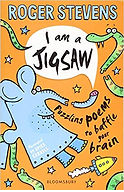 ROGER STEVENS
I am a
JIGSAW
Puzzling poems
to baffle
your
brain
BLOOMSBURY